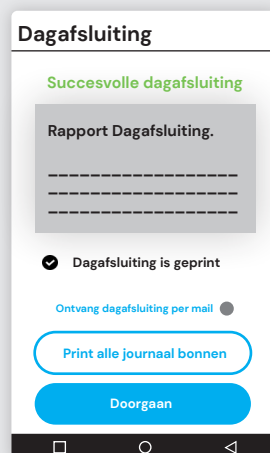 Dagafsluiting
Succesvolle dagafsluiting
Rapport Dagafsluiting.
Dagafsluiting is geprint
Ontvang dagafsluiting per mail
Print alle journaal bonnen
Doorgaan